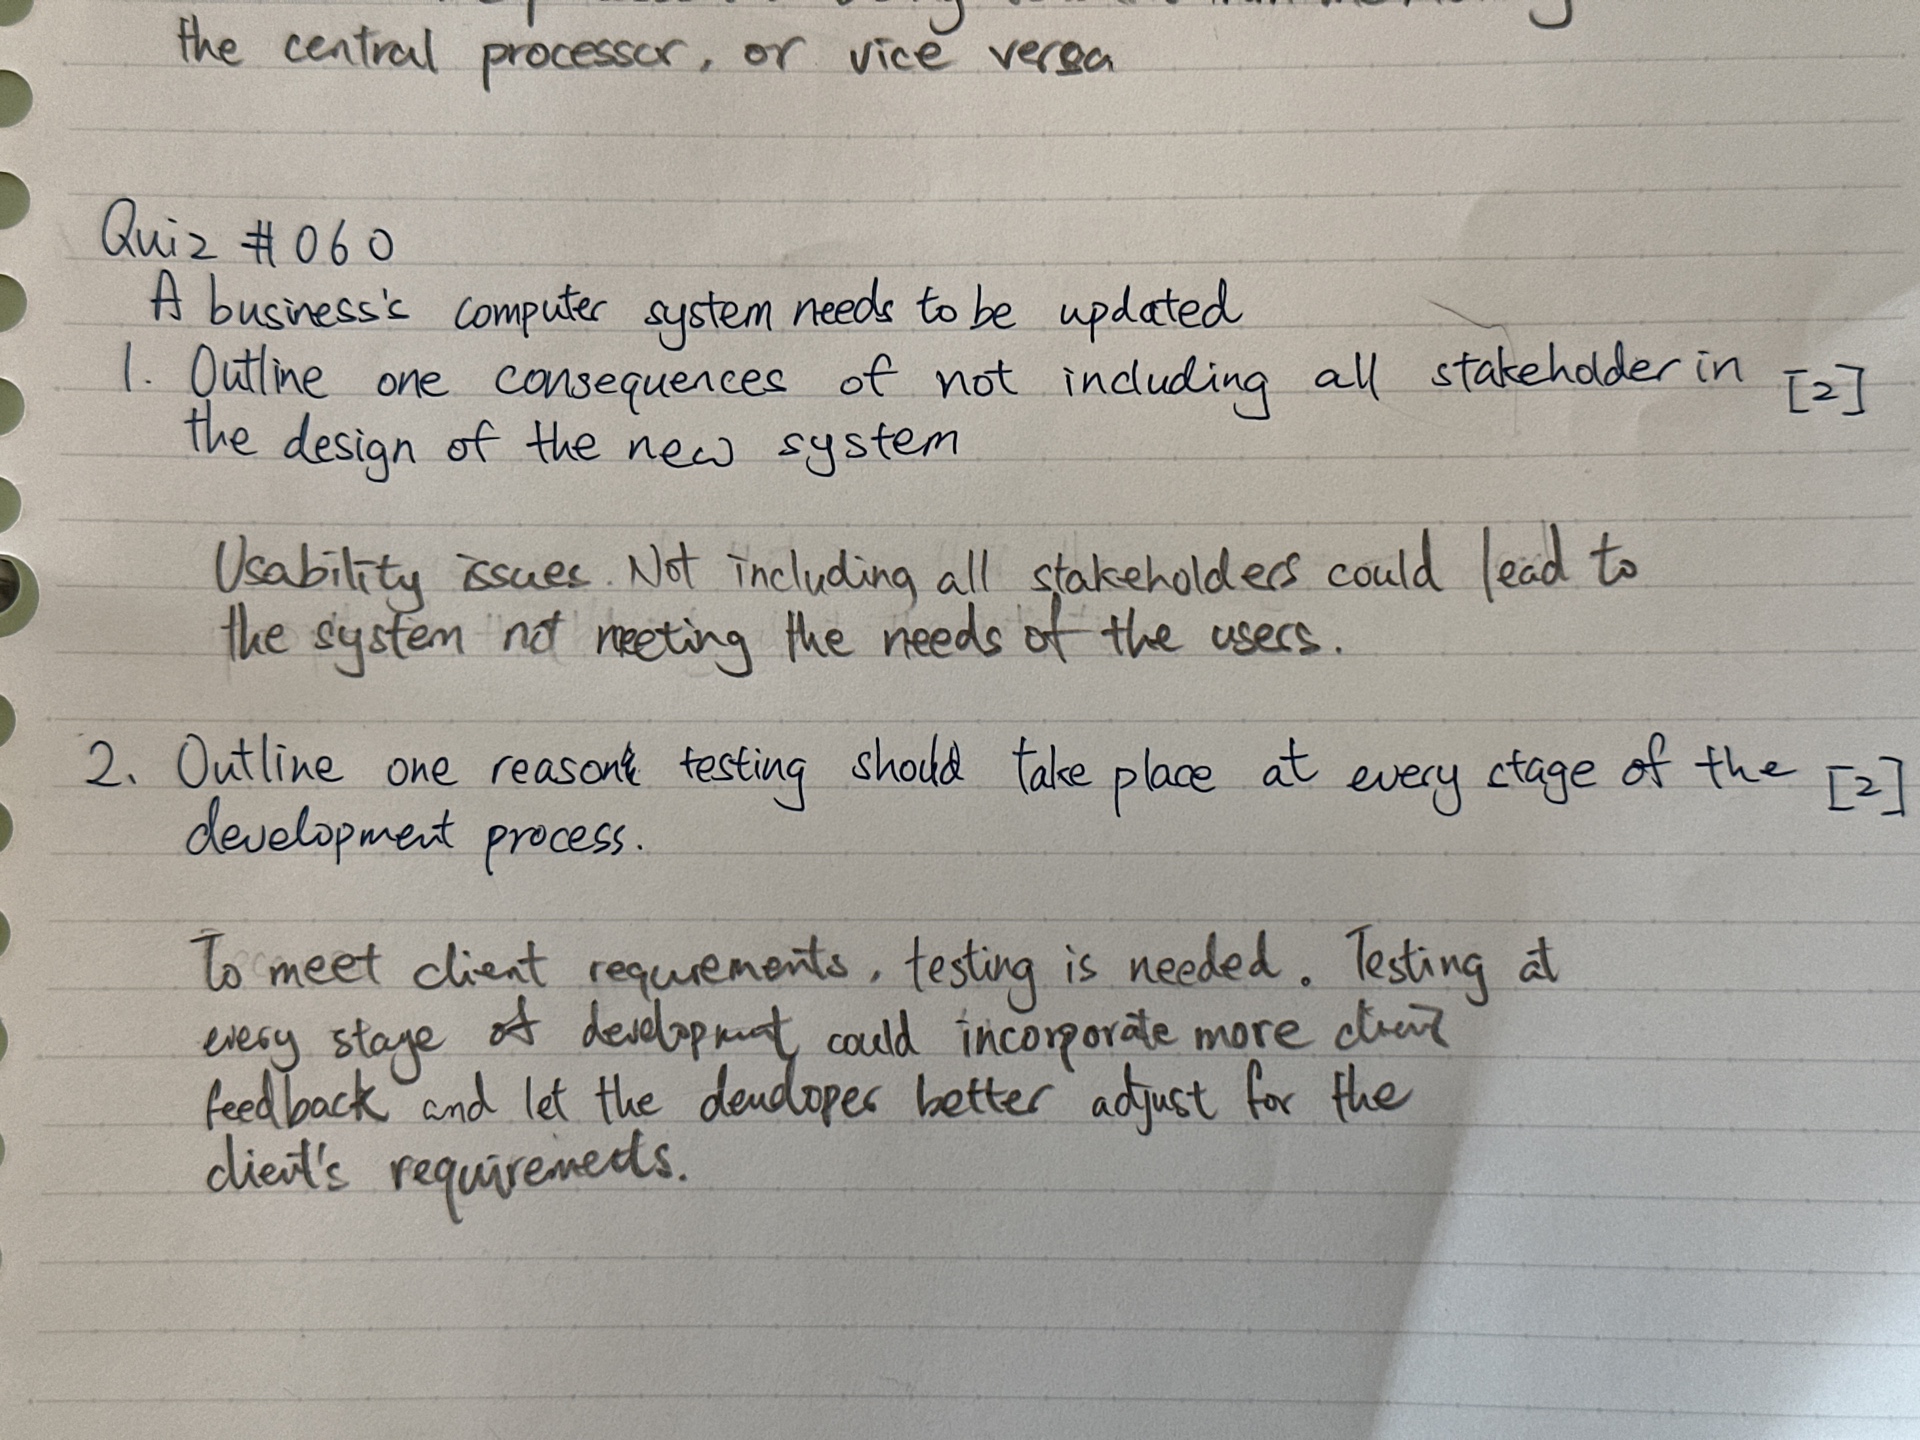 the central processor, or vice versa
Quiz #060
A business's computer system needs to be updated
1. Outline one consequences of not including all stakeholder in [2]
the design of the new system
Usability issues. Not including all stakeholders could lead to
the system not meeting the needs of the users.
2. Outline one reason testing should take place at every stage of the [2]
development process.
To meet client requirements, testing is needed. Testing at
every stage of development could incorporate more client
feedback and let the developer better adjust for the
client's requirements.